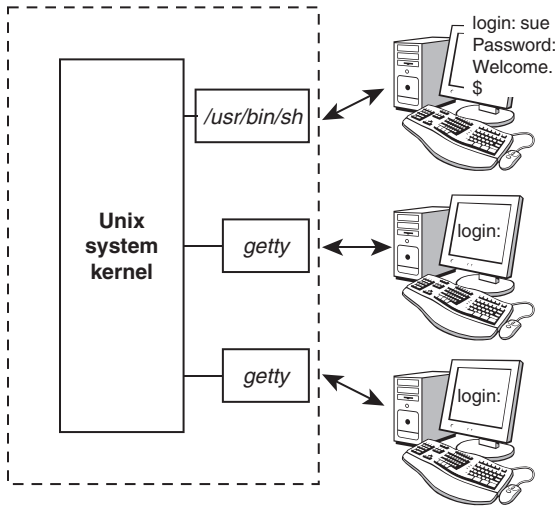 login: sue
Password:
Welcome.
$
/usr/bin/sh
Unix
system
kernel
getty
login:
getty
login: